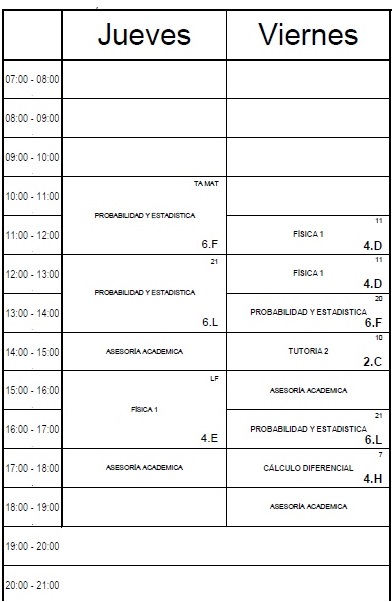 Jueves Viernes
07:00 - 08:00
08:00 - 09:00
09:00 - 10:00
10:00 - 11:00
TA MAT
PROBABILIDAD Y ESTADISTICA
6.F
11:00 - 12:00
11
FÍSICA 1
4.D
12:00 - 13:00
21
PROBABILIDAD Y ESTADISTICA
6.L
11
FÍSICA 1
4.D
13:00 - 14:00
20
PROBABILIDAD Y ESTADISTICA
6.F
14:00 - 15:00
ASESORÍA ACADEMICA
10
TUTORIA 2
2.C
15:00 - 16:00
LF
FÍSICA 1
4.E
ASESORÍA ACADEMICA
16:00 - 17:00
21
PROBABILIDAD Y ESTADISTICA
6.L
17:00 - 18:00
ASESORÍA ACADEMICA
7
CÁLCULO DIFERENCIAL
4.H
18:00 - 19:00
ASESORÍA ACADEMICA
19:00 - 20:00
20:00 - 21:00